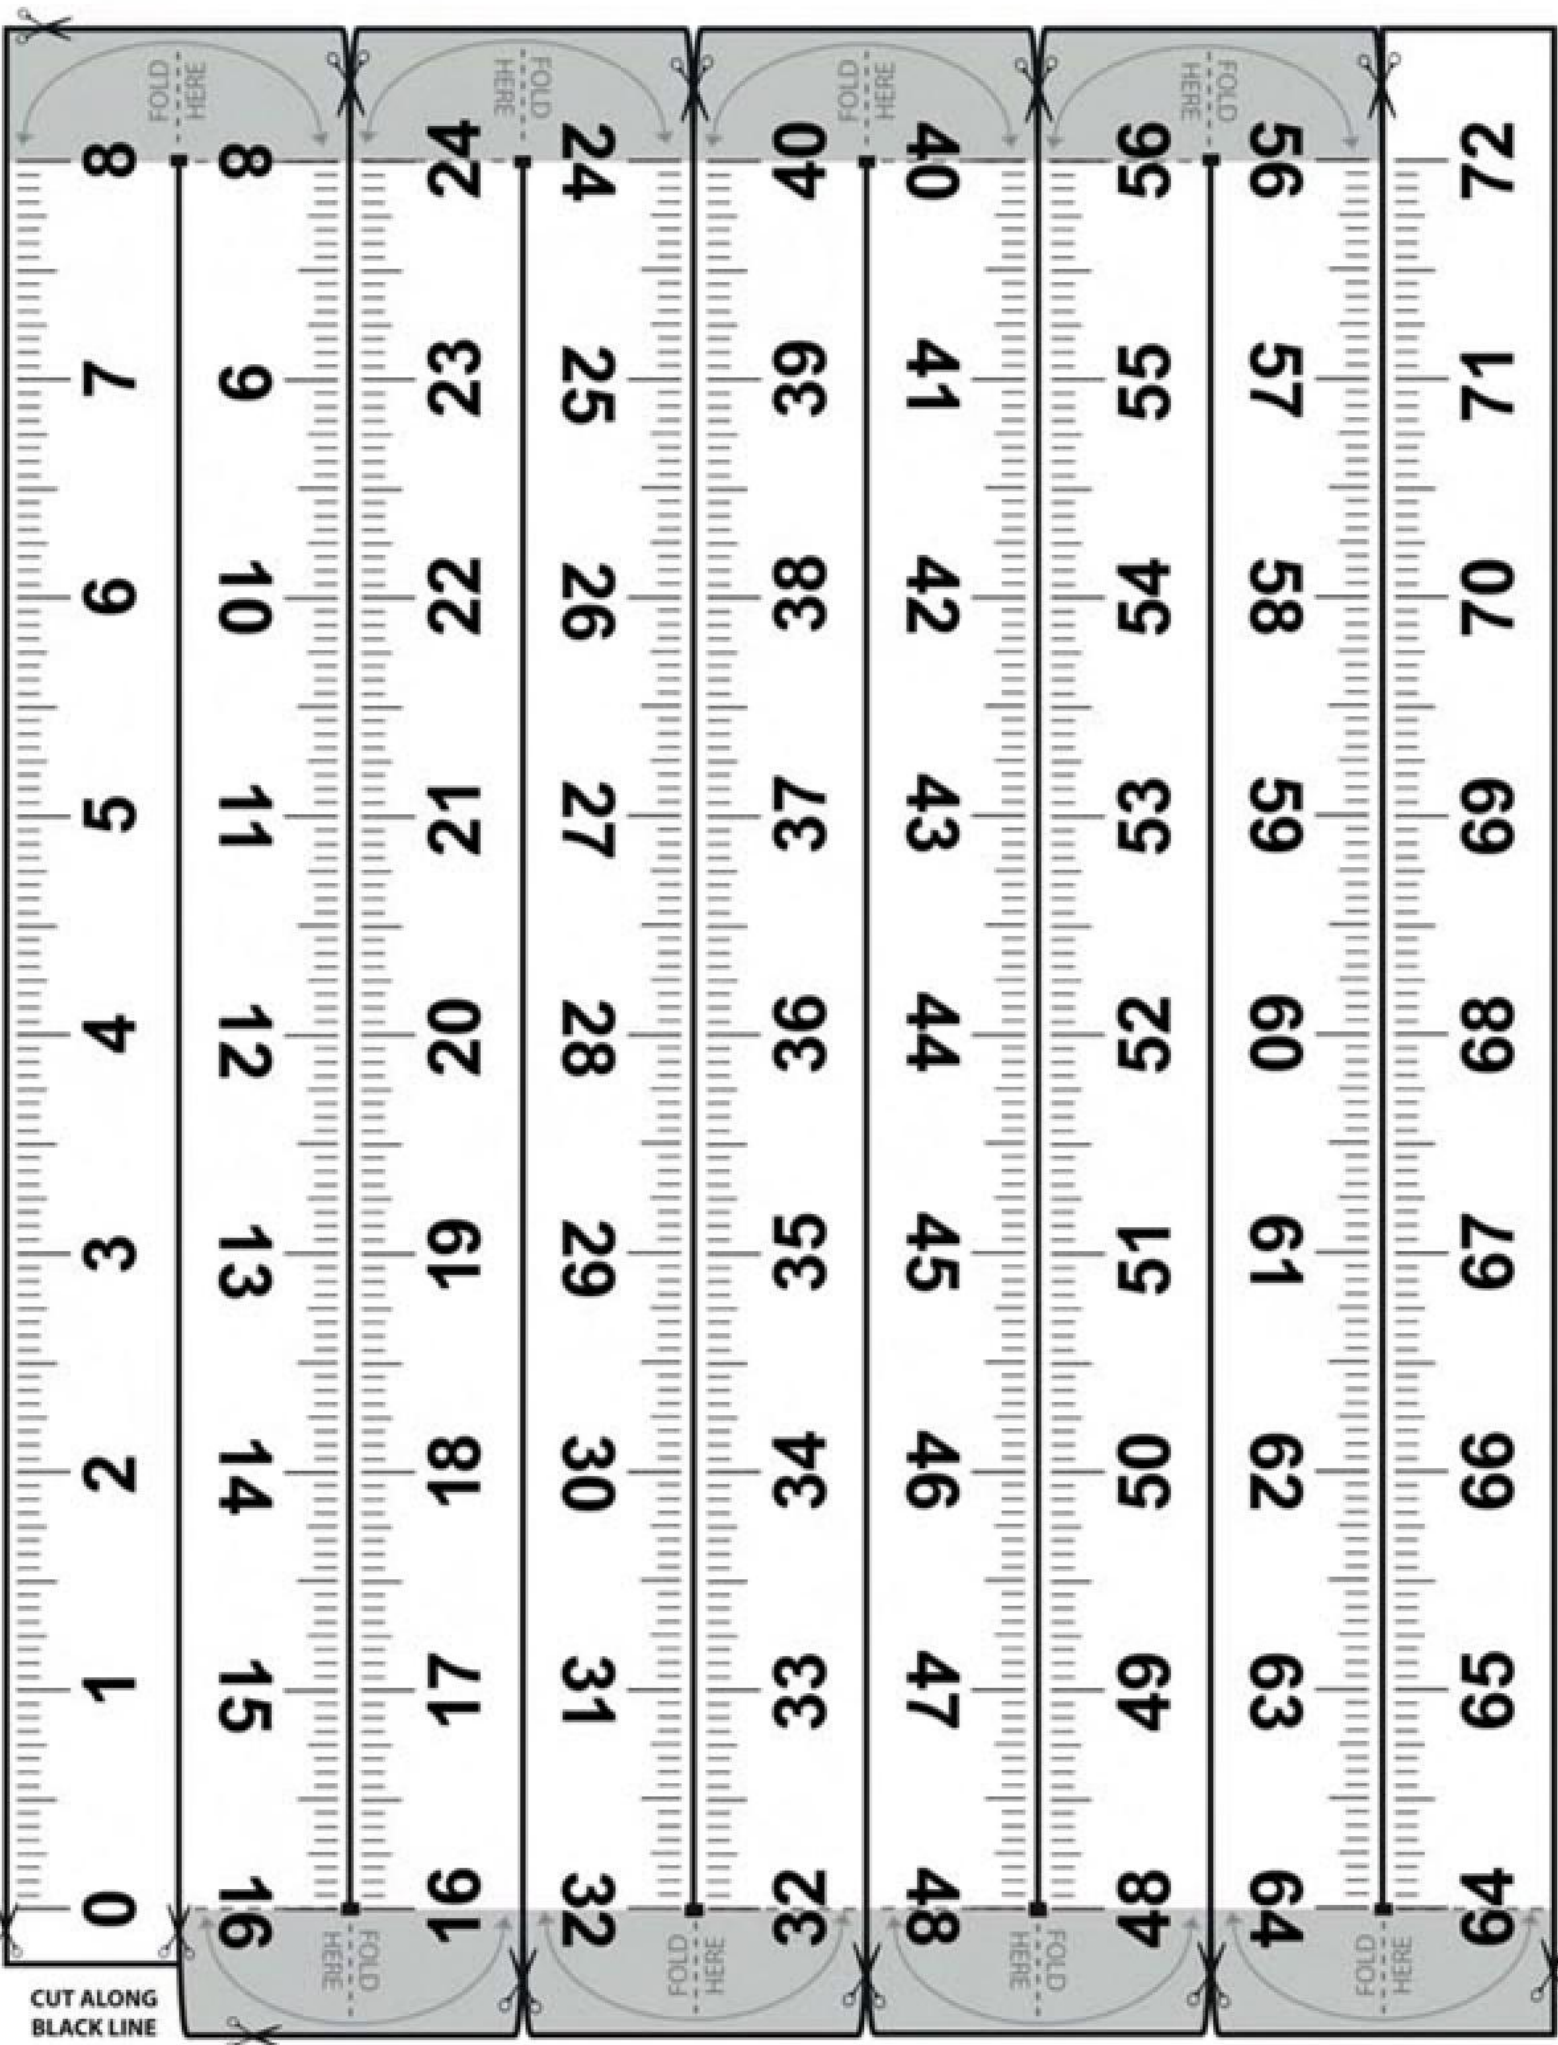 FOLD
HERE
FOLD
HERE
FOLD
HERE
FOLD
HERE
8 8 24 24 40 40 56 56 72
7 9 23 25 39 41 55 57 71
6 10 22 26 38 42 54 58 70
5 11 21 27 37 43 53 59 69
4 12 20 28 36 44 52 60 68
3 13 19 29 35 45 51 61 67
2 14 18 30 34 46 50 62 66
1 15 17 31 33 47 49 63 65
0 16 16 32 32 48 48 64 64
FOLD
HERE
FOLD
HERE
FOLD
HERE
FOLD
HERE
CUT ALONG
BLACK LINE